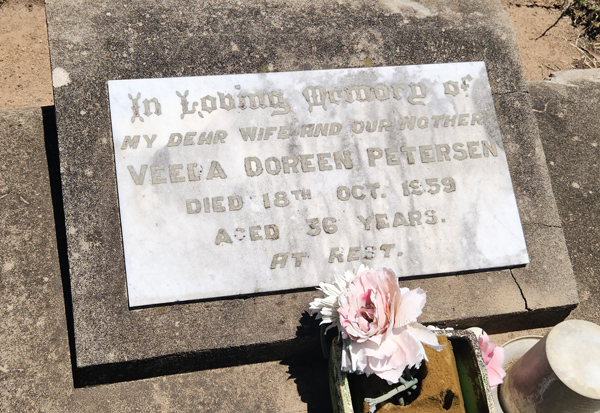 In Loving Memory of
MY DEAR WIFE AND OUR MOTHER
VEEDA DOREEN PETERSEN
DIED 18TH OCT. 1959
AGED 36 YEARS.
AT REST.